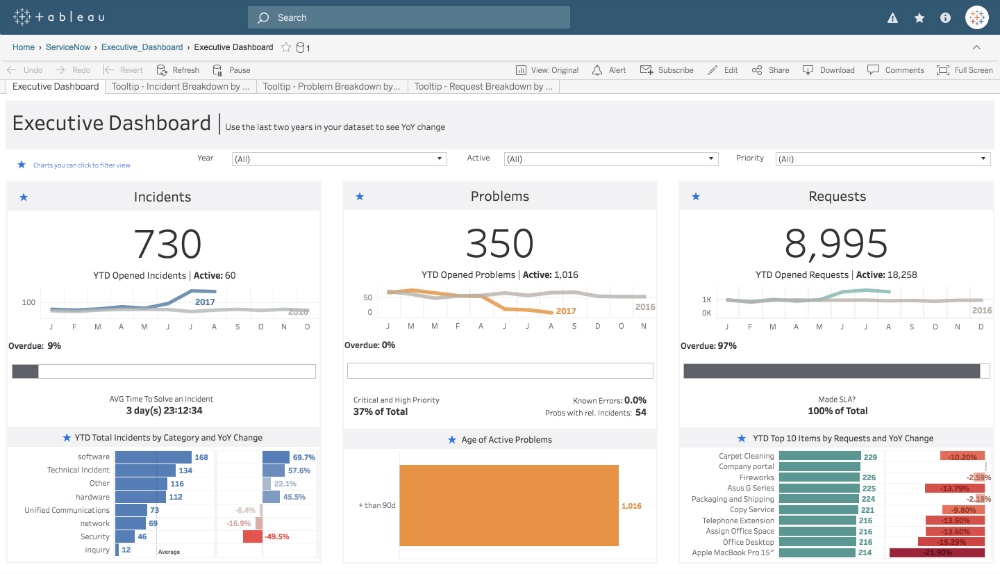 +ableau
Search
Home › ServiceNow › Executive_Dashboard › Executive Dashboard 1
Undo Redo Revert Refresh Pause View: Original Alert Subscribe Edit Share Download Comments Full Screen
Executive Dashboard Tooltip - Incident Breakdown by ... Tooltip - Problem Breakdown by... Tooltip - Request Breakdown by ...
Executive Dashboard | Use the last two years in your dataset to see YoY change
Charts you can click to filter view
Year (All) Active (All) Priority (All)
Incidents
730
YTD Opened Incidents | Active: 60
100
2017
2016
J F M A M J J A S O N D
Overdue: 9%
AVG Time To Solve an Incident
3 day(s) 23:12:34
YTD Total Incidents by Category and YoY Change
software 168 69.7%
Technical Incident 134 57.6%
Other 116 22.1%
hardware 112 45.5%
Unified Communications 73 -6.4%
network 69 -16.9%
Security 46 -49.5%
inquiry 12
Average
Problems
350
YTD Opened Problems | Active: 1,016
50
0
2016
2017
J M M F A A J J A S O N
Overdue: 0%
Critical and High Priority
37% of Total
Known Errors: 0.0%
Probs with rel. Incidents: 54
Age of Active Problems
+ than 90d 1,016
Requests
8,995
YTD Opened Requests | Active: 18,258
1K
0K
2016
J F M A M J J A S O N D
Overdue: 97%
Made SLA?
100% of Total
YTD Top 10 Items by Requests and YoY Change
Carpet Cleaning 229 -10.20%
Company portal
Fireworks 226 -2.59%
Asus G Series 225 -13.79%
Packaging and Shipping 224 -2.18%
Copy Service 221 -9.80%
Telephone Extension 216 -13.60%
Assign Office Space 216 -13.60%
Office Desktop 216 -15.29%
Apple MacBook Pro 15" 214 -21.90%